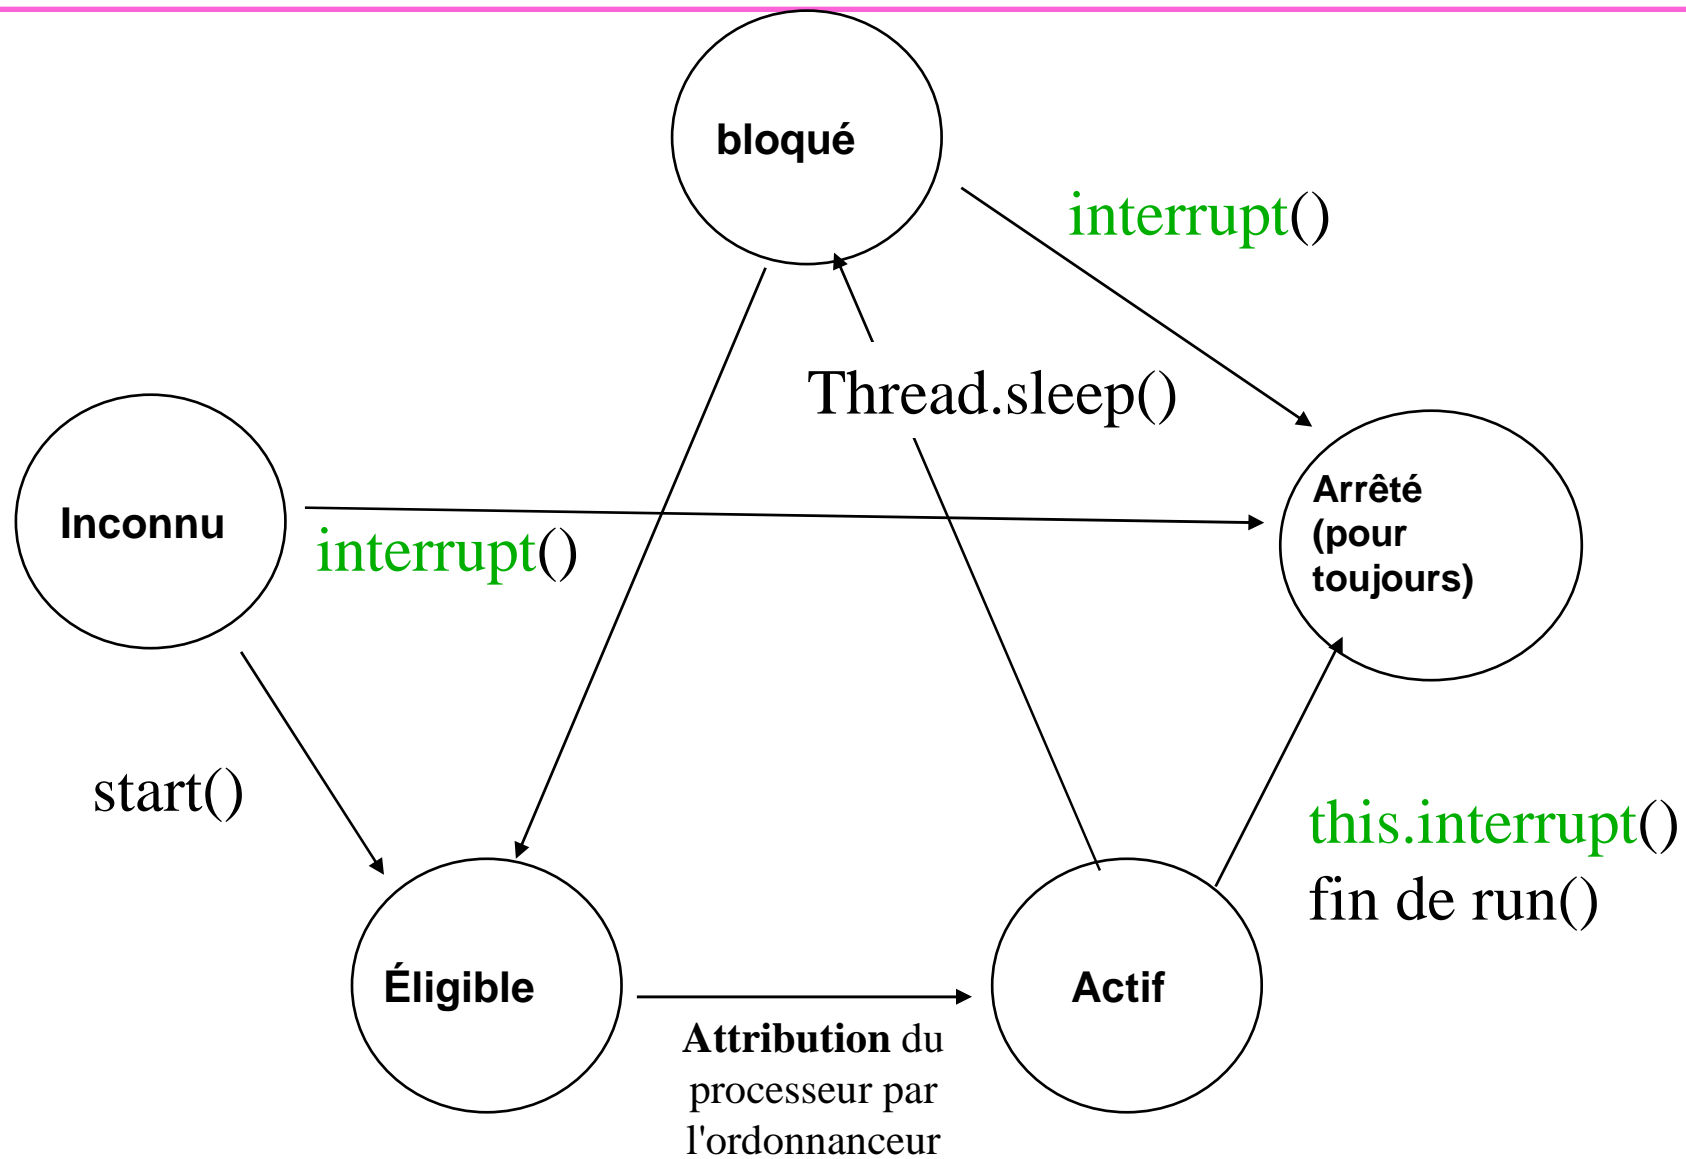 bloqué
interrupt()
Thread.sleep()
Inconnu
interrupt()
Arrêté
(pour
toujours)
start()
this.interrupt()
fin de run()
Éligible
Actif
Attribution du
processeur par
l'ordonnanceur